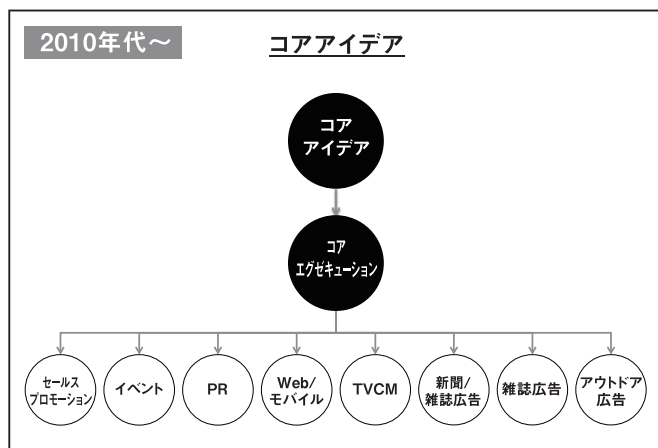 2010年代〜
コアアイデア
コア
アイデア
コア
エグゼキューション
セールス
プロモーション
イベント
PR
Web/
モバイル
TVCM
新聞/
雑誌広告
雑誌広告
アウトドア
広告